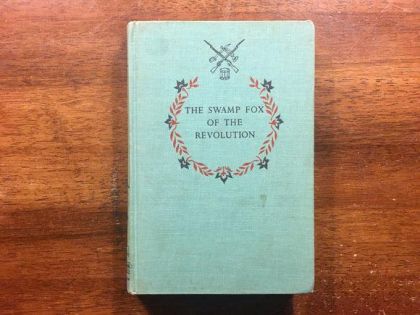 THE SWAMP FOX
OF THE
REVOLUTION